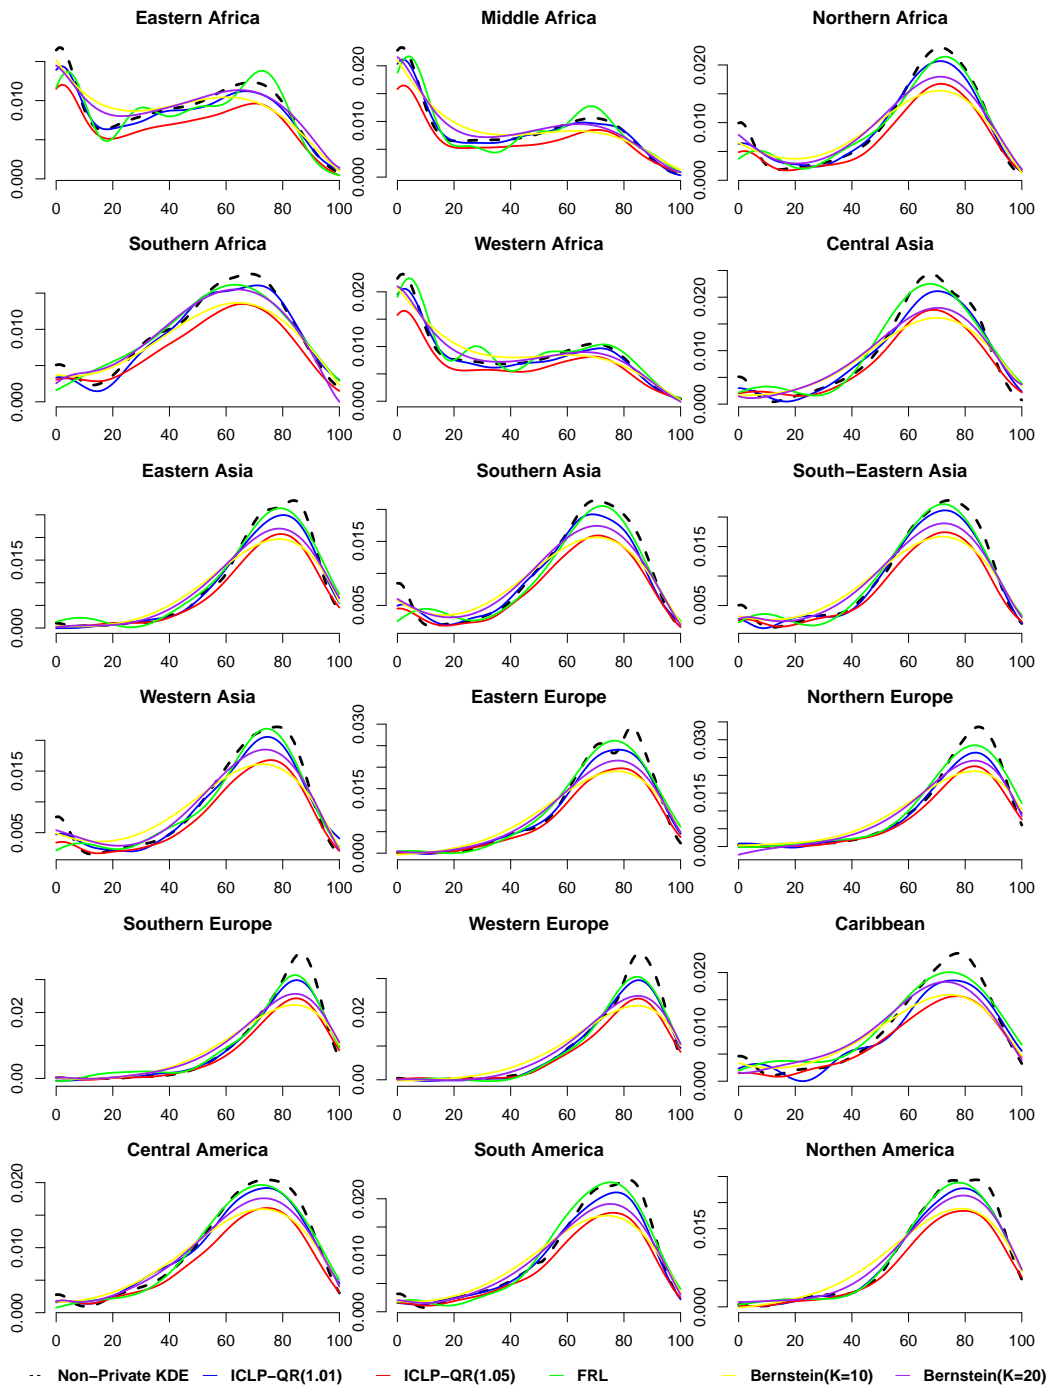 Eastern Africa Middle Africa Northern Africa
0.000 0.010
0 20 40 60 80 100
0.000 0.010 0.020
0 20 40 60 80 100
0.000 0.010 0.020
0 20 40 60 80 100
Southern Africa Western Africa Central Asia
0.000 0.010
0 20 40 60 80 100
0.000 0.010 0.020
0 20 40 60 80 100
0.000 0.010 0.020
0 20 40 60 80 100
Eastern Asia Southern Asia South−Eastern Asia
0.000 0.015
0 20 40 60 80 100
0.005 0.015
0 20 40 60 80 100
0.005 0.015
0 20 40 60 80 100
Western Asia Eastern Europe Northern Europe
0.005 0.015
0 20 40 60 80 100
0.000 0.015 0.030
0 20 40 60 80 100
0.000 0.015 0.030
0 20 40 60 80 100
Southern Europe Western Europe Caribbean
0.00 0.02
0 20 40 60 80 100
0.00 0.02
0 20 40 60 80 100
0.000 0.010 0.020
0 20 40 60 80 100
Central America South America Northen America
0.000 0.010 0.020
0 20 40 60 80 100
0.000 0.010 0.020
0 20 40 60 80 100
0.000 0.015
0 20 40 60 80 100
Non−Private KDE ICLP−QR(1.01) ICLP−QR(1.05) FRL Bernstein(K=10) Bernstein(K=20)